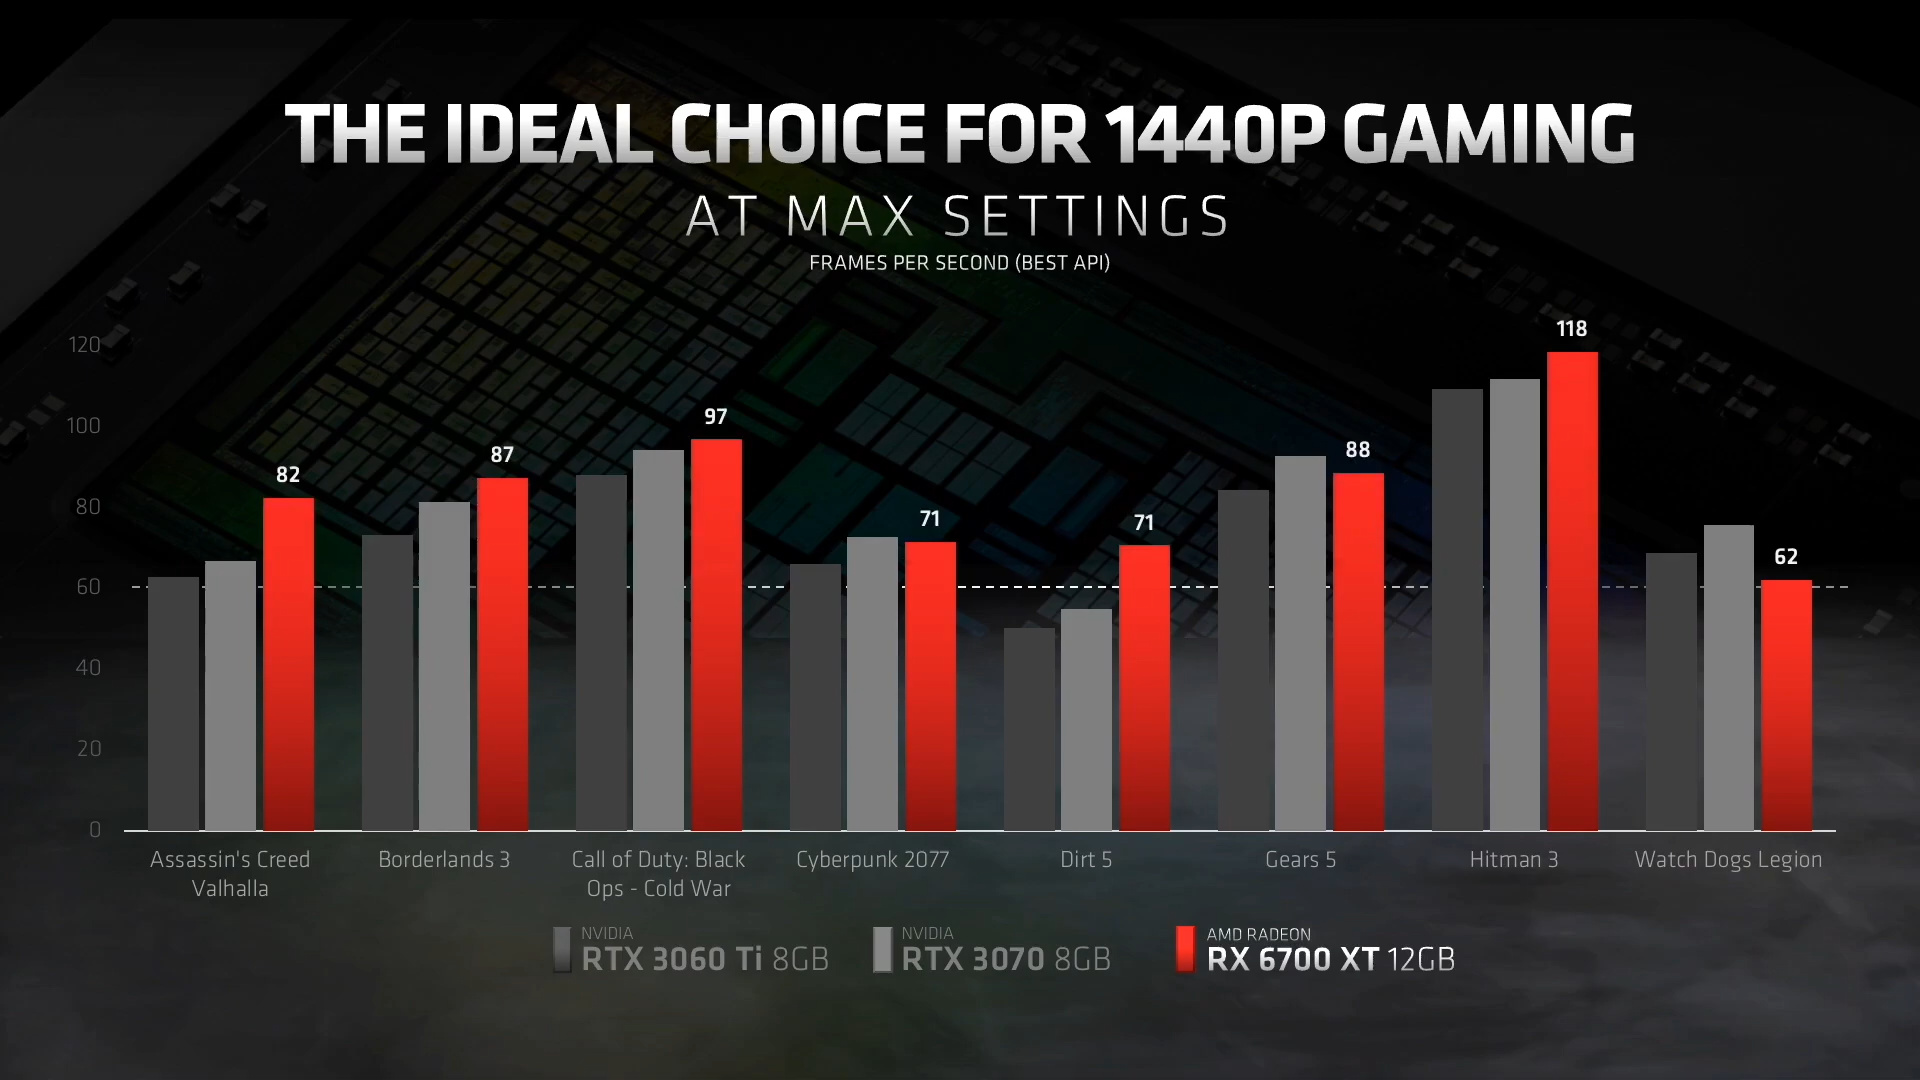 THE IDEAL CHOICE FOR 1440P GAMING
AT MAX SETTINGS
FRAMES PER SECOND (BEST API)
120
100
80
60
40
20
0
82
87
97
71
71
88
118
62
Assassin's Creed
Valhalla
Borderlands 3
Call of Duty: Black
Ops - Cold War
Cyberpunk 2077
Dirt 5
Gears 5
Hitman 3
Watch Dogs Legion
NVIDIA
RTX 3060 Ti 8GB
NVIDIA
RTX 3070 8GB
AMD RADEON
RX 6700 XT 12GB